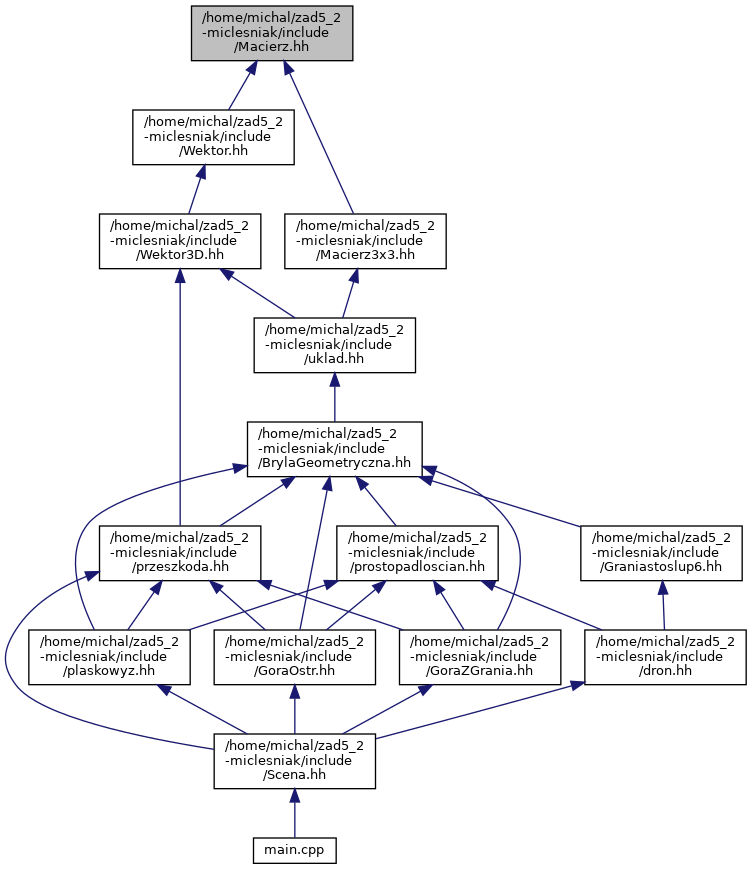 /home/michal/zad5_2
-miclesniak/include
/Macierz.hh
/home/michal/zad5_2
-miclesniak/include
/Wektor.hh
/home/michal/zad5_2
-miclesniak/include
/Wektor3D.hh
/home/michal/zad5_2
-miclesniak/include
/Macierz3x3.hh
/home/michal/zad5_2
-miclesniak/include
/uklad.hh
/home/michal/zad5_2
-miclesniak/include
/BrylaGeometryczna.hh
/home/michal/zad5_2
-miclesniak/include
/przeszkoda.hh
/home/michal/zad5_2
-miclesniak/include
/prostopadloscian.hh
/home/michal/zad5_2
-miclesniak/include
/Graniastoslup6.hh
/home/michal/zad5_2
-miclesniak/include
/plaskowyz.hh
/home/michal/zad5_2
-miclesniak/include
/GoraOstr.hh
/home/michal/zad5_2
-miclesniak/include
/GoraZGrania.hh
/home/michal/zad5_2
-miclesniak/include
/dron.hh
/home/michal/zad5_2
-miclesniak/include
/Scena.hh
main.cpp